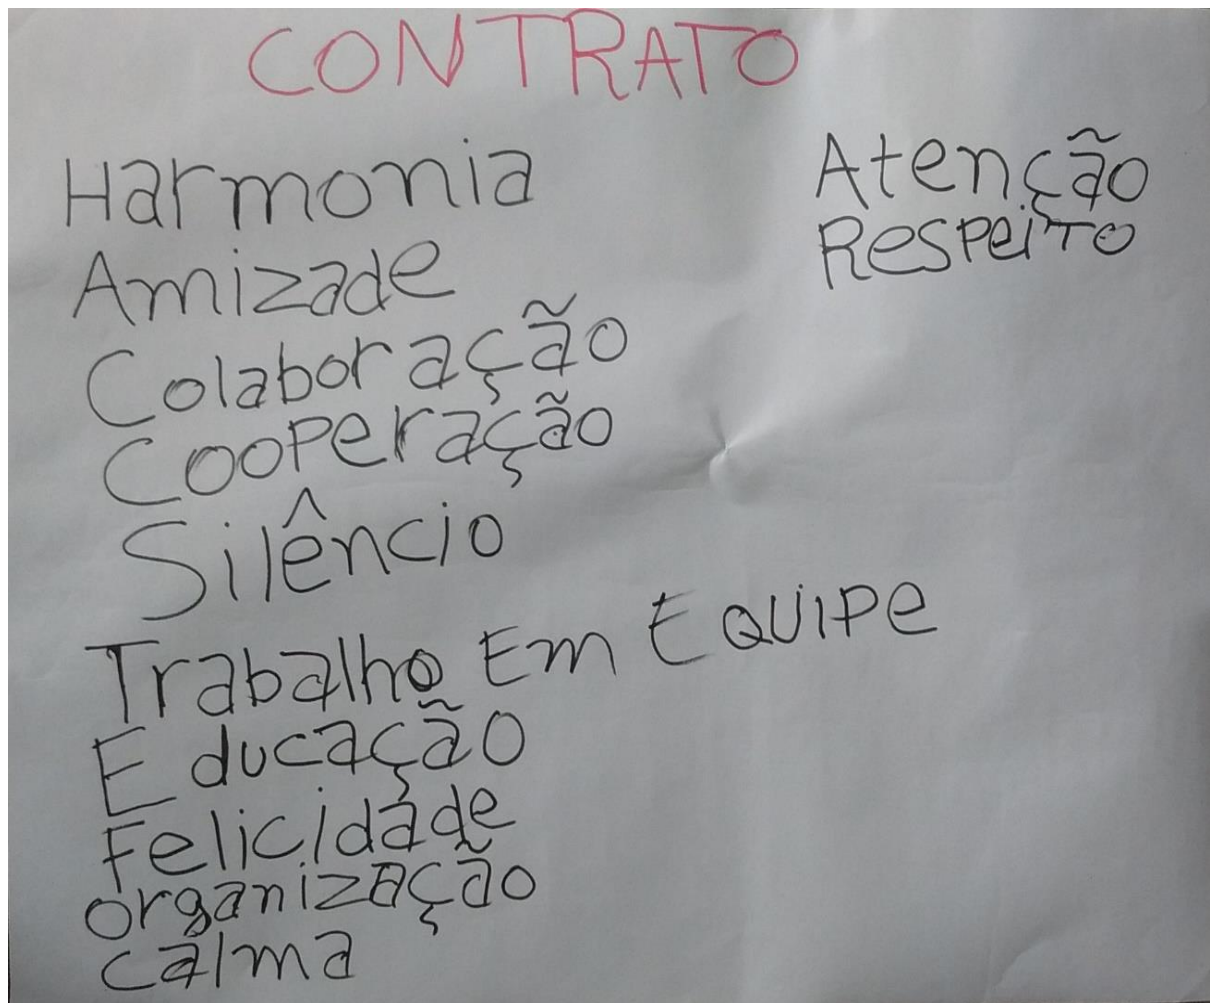 CONTRATO
Harmonia
Amizade
Colaboração
Cooperação
Silêncio
Trabalho Em Equipe
Educação
Felicidade
organização
calma
Atenção
Respeito